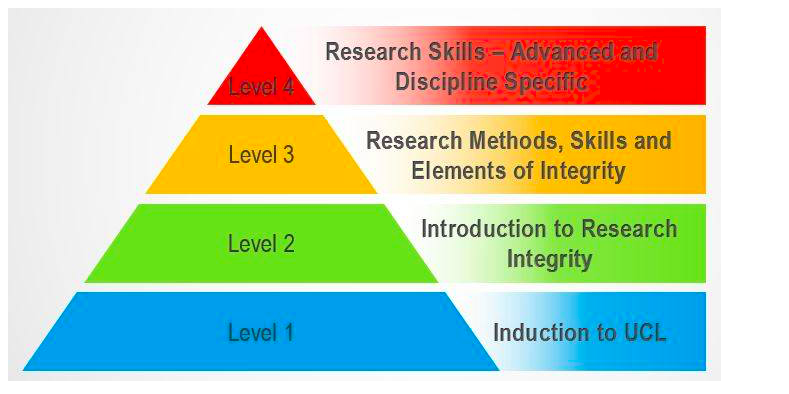 Level 4
Research Skills – Advanced and
Discipline Specific
Level 3
Research Methods, Skills and
Elements of Integrity
Level 2
Introduction to Research
Integrity
Level 1
Induction to UCL